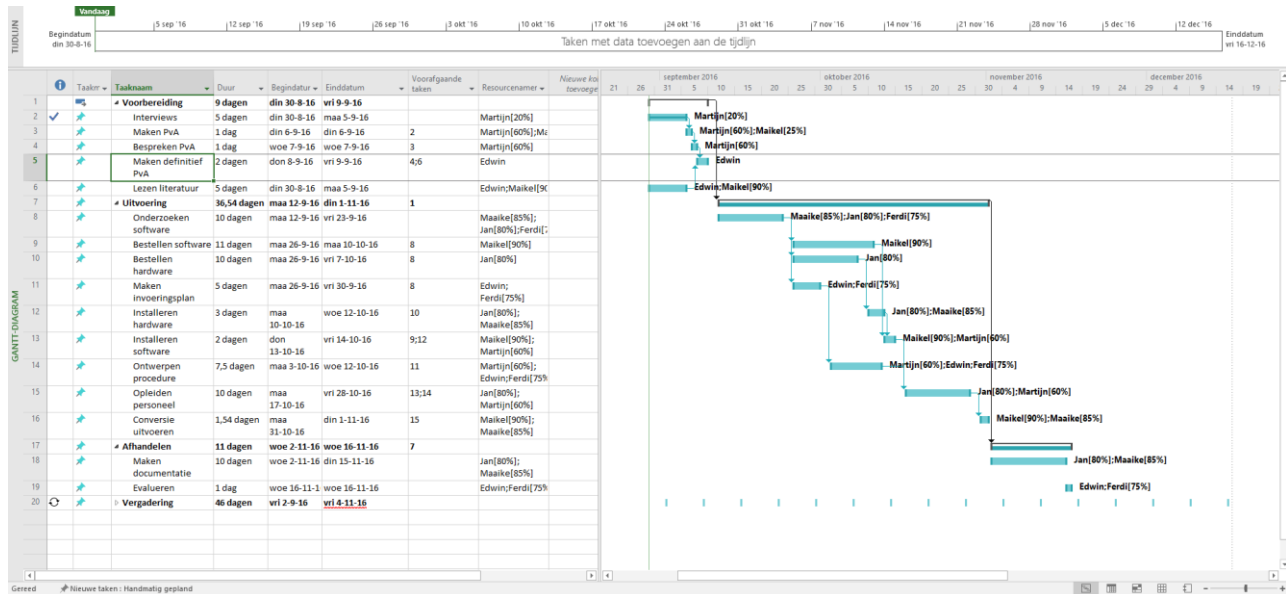 Vandaag
5 sep '16 12 sep '16 19 sep '16 26 sep '16 3 okt '16 10 okt '16 17 okt '16 24 okt '16 31 okt '16 7 nov '16 14 nov '16 21 nov '16 28 nov '16 5 dec '16 12 dec '16
TIJDLIJN
Begindatum
din 30-8-16
Taken met data toevoegen aan de tijdlijn
Einddatum
vri 16-12-16
Taakn Taaknaam Duur Begindatur Einddatum Voorafgaande taken Resourcenamer Nieuwe ko toevoege
september 2016 oktober 2016 november 2016 december 2016
21 26 31 5 10 15 20 25 30 5 10 15 20 25 30 4 9 14 19 24 29 4 9 14 19
GANTT-DIAGRAM
1 Voorbereiding 9 dagen din 30-8-16 vri 9-9-16
2 Interviews 5 dagen din 30-8-16 maa 5-9-16 Martijn[20%] Martijn[20%]
3 Maken PvA 1 dag din 6-9-16 din 6-9-16 2 Martijn[60%];Ma Martijn[60%];Maikel[25%]
4 Bespreken PvA 1 dag woe 7-9-16 woe 7-9-16 3 Martijn[60%] Martijn[60%]
5 Maken definitief PvA 2 dagen don 8-9-16 vri 9-9-16 4;6 Edwin Edwin
6 Lezen literatuur 5 dagen din 30-8-16 maa 5-9-16 Edwin;Maikel[90 Edwin;Maikel[90%]
7 Uitvoering 36,54 dagen maa 12-9-16 din 1-11-16 1
8 Onderzoeken software 10 dagen maa 12-9-16 vri 23-9-16 Maaike[85%]; Jan[80%];Ferdi[7 Maaike[85%];Jan[80%];Ferdi[75%]
9 Bestellen software 11 dagen maa 26-9-16 maa 10-10-16 8 Maikel[90%] Maikel[90%]
10 Bestellen hardware 10 dagen maa 26-9-16 vri 7-10-16 8 Jan[80%] Jan[80%]
11 Maken invoeringsplan 5 dagen maa 26-9-16 vri 30-9-16 8 Edwin; Ferdi[75%] Edwin;Ferdi[75%]
12 Installeren hardware 3 dagen maa 10-10-16 woe 12-10-16 10 Jan[80%]; Maaike[85%] Jan[80%];Maaike[85%]
13 Installeren software 2 dagen don 13-10-16 vri 14-10-16 9;12 Maikel[90%]; Martijn[60%] Maikel[90%];Martijn[60%]
14 Ontwerpen procedure 7,5 dagen maa 3-10-16 woe 12-10-16 11 Martijn[60%]; Edwin;Ferdi[75% Martijn[60%];Edwin;Ferdi[75%]
15 Opleiden personeel 10 dagen maa 17-10-16 vri 28-10-16 13;14 Jan[80%]; Martijn[60%] Jan[80%];Martijn[60%]
16 Conversie uitvoeren 1,54 dagen maa 31-10-16 din 1-11-16 15 Maikel[90%]; Maaike[85%] Maikel[90%];Maaike[85%]
17 Afhandelen 11 dagen woe 2-11-16 woe 16-11-16 7
18 Maken documentatie 10 dagen woe 2-11-16 din 15-11-16 Jan[80%]; Maaike[85%] Jan[80%];Maaike[85%]
19 Evalueren 1 dag woe 16-11-1 woe 16-11-16 Edwin;Ferdi[75% Edwin;Ferdi[75%]
20 Vergadering 46 dagen vri 2-9-16 vri 4-11-16
Gereed Nieuwe taken : Handmatig gepland